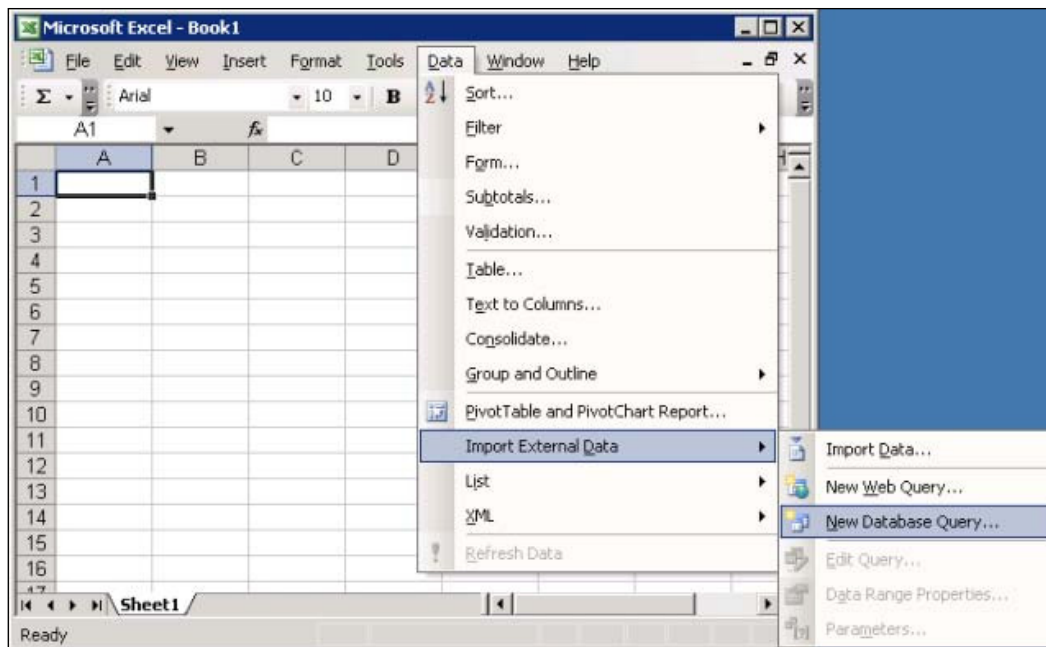 Microsoft Excel - Book1
File Edit View Insert Format Tools Data Window Help
Σ Arial 10 B
A1 fx
A B C D H
1
2
3
4
5
6
7
8
9
10
11
12
13
14
15
16
17
Sort...
Filter
Form...
Subtotals...
Validation...
Table...
Text to Columns...
Consolidate...
Group and Outline
PivotTable and PivotChart Report...
Import External Data
List
XML
Refresh Data
Import Data...
New Web Query...
New Database Query...
Edit Query...
Data Range Properties...
Parameters...
Sheet1
Ready